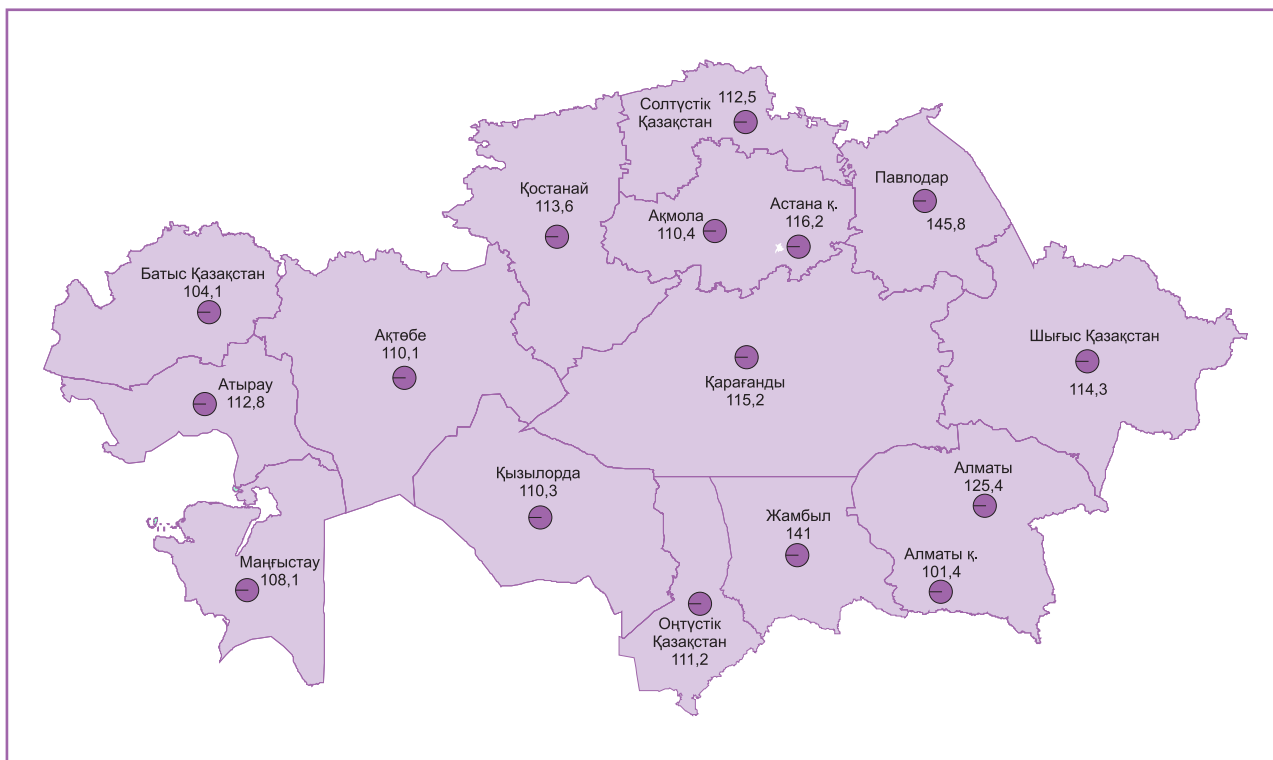 Солтүстік
Қазақстан
112,5
Қостанай
113,6
Ақмола
110,4
Астана қ.
116,2
Павлодар
145,8
Батыс Қазақстан
104,1
Ақтөбе
110,1
Атырау
112,8
Қарағанды
115,2
Шығыс Қазақстан
114,3
Қызылорда
110,3
Алматы
125,4
Жамбыл
141
Алматы қ.
101,4
Маңғыстау
108,1
Оңтүстік
Қазақстан
111,2